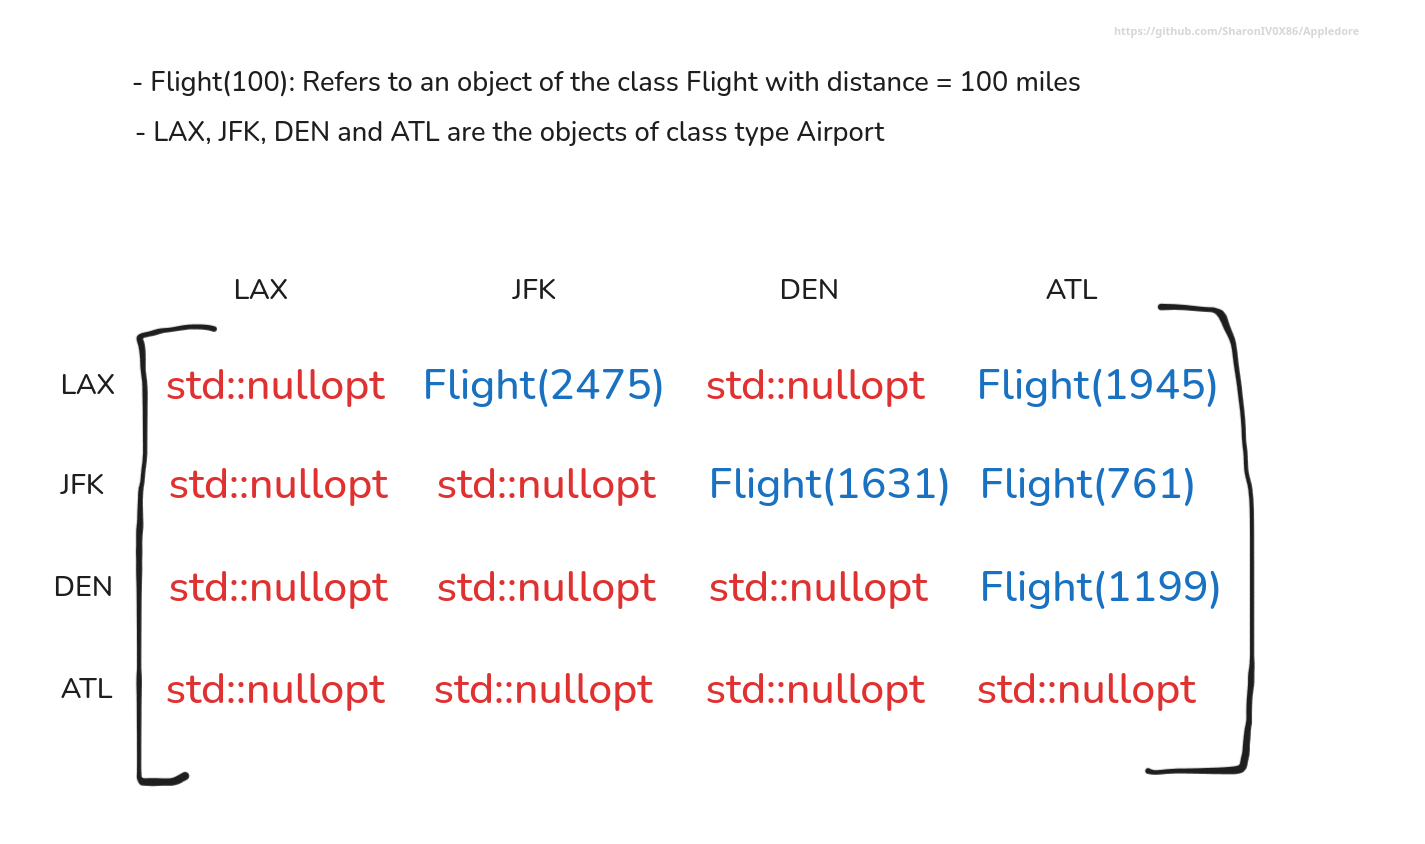 https://github.com/SharonIV0X86/Appledore
- Flight(100): Refers to an object of the class Flight with distance = 100 miles
- LAX, JFK, DEN and ATL are the objects of class type Airport
LAX JFK DEN ATL
LAX std::nullopt Flight(2475) std::nullopt Flight(1945)
JFK std::nullopt std::nullopt Flight(1631) Flight(761)
DEN std::nullopt std::nullopt std::nullopt Flight(1199)
ATL std::nullopt std::nullopt std::nullopt std::nullopt